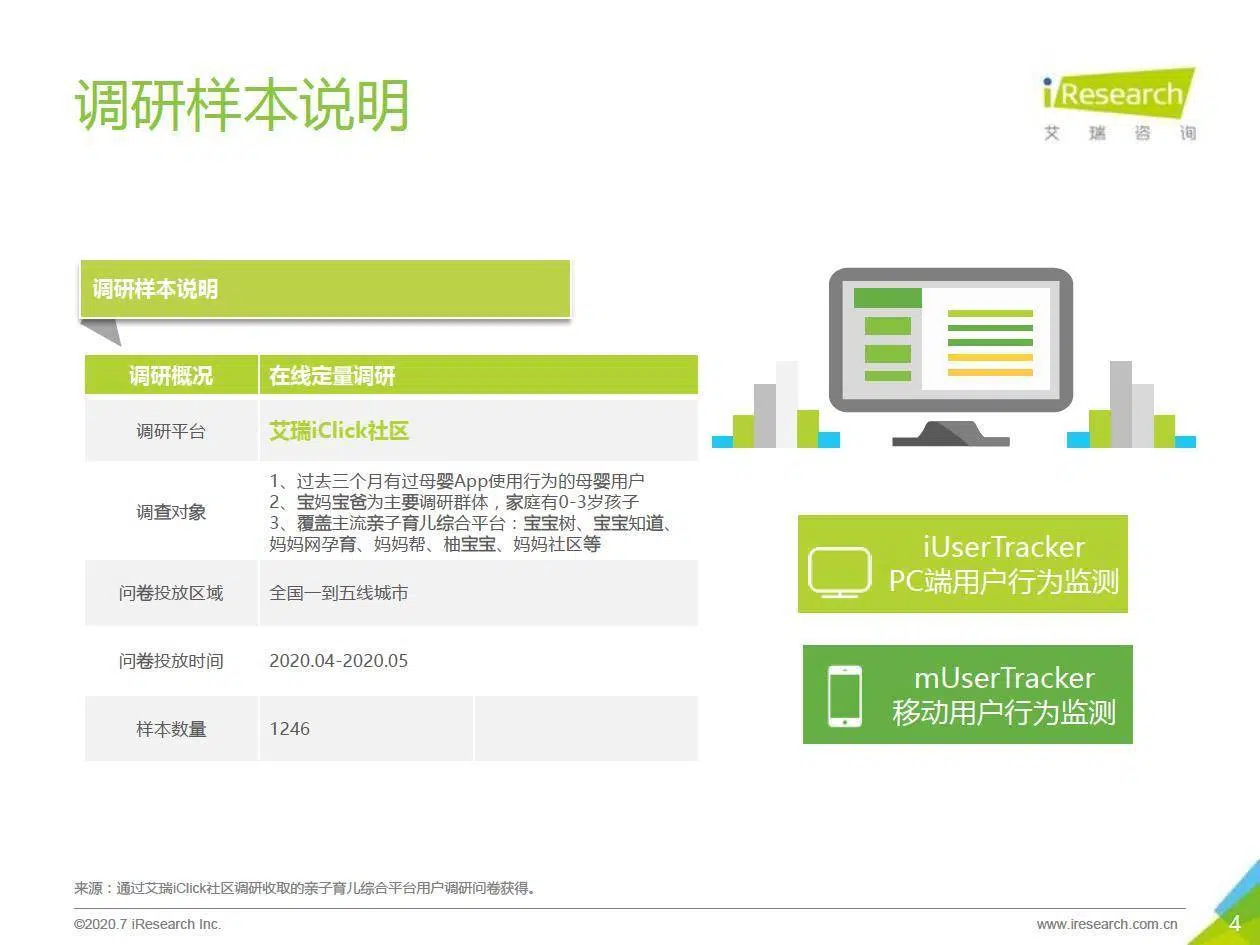 调研样本说明
iResearch
艾瑞咨询
调研样本说明
调研概况 在线定量调研
调研平台 艾瑞iClick社区
调查对象
1、过去三个月有过母婴App使用行为的母婴用户
2、宝妈宝爸为主要调研群体，家庭有0-3岁孩子
3、覆盖主流亲子育儿综合平台：宝宝树、宝宝知道、
妈妈网孕育、妈妈帮、柚宝宝、妈妈社区等
问卷投放区域 全国一到五线城市
问卷投放时间 2020.04-2020.05
样本数量 1246
iUserTracker
PC端用户行为监测
mUserTracker
移动用户行为监测
来源：通过艾瑞iClick社区调研收取的亲子育儿综合平台用户调研问卷获得。
©2020.7 iResearch Inc.
www.iresearch.com.cn
4